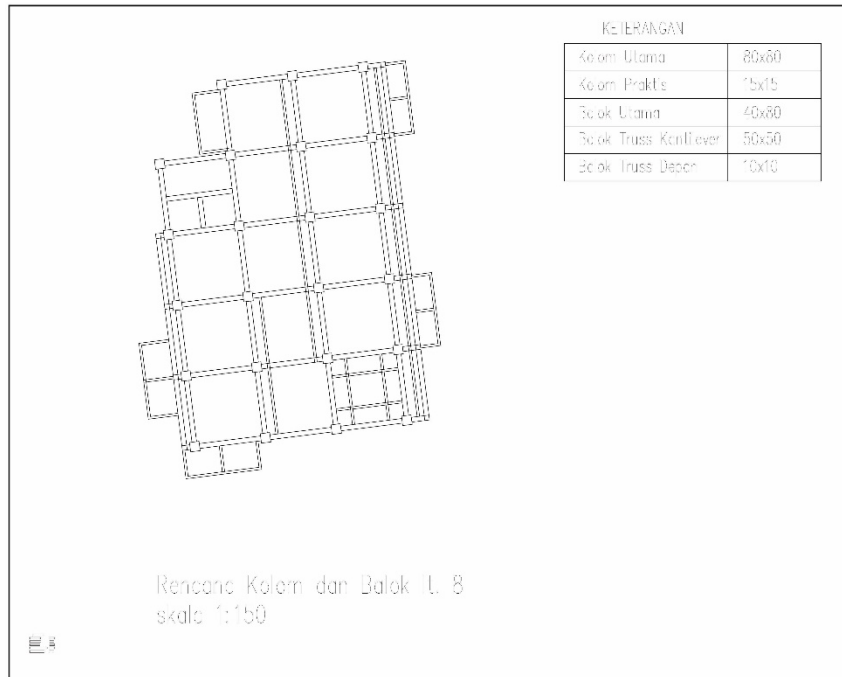 KETERANGAN
Kolom Utama 80x80
Kolom Praktis 15x15
Balok Utama 40x80
Balok Truss Kantilever 50x50
Balok Truss Depan 10x10
Rencana Kolom dan Balok lt. 8
skala 1:150